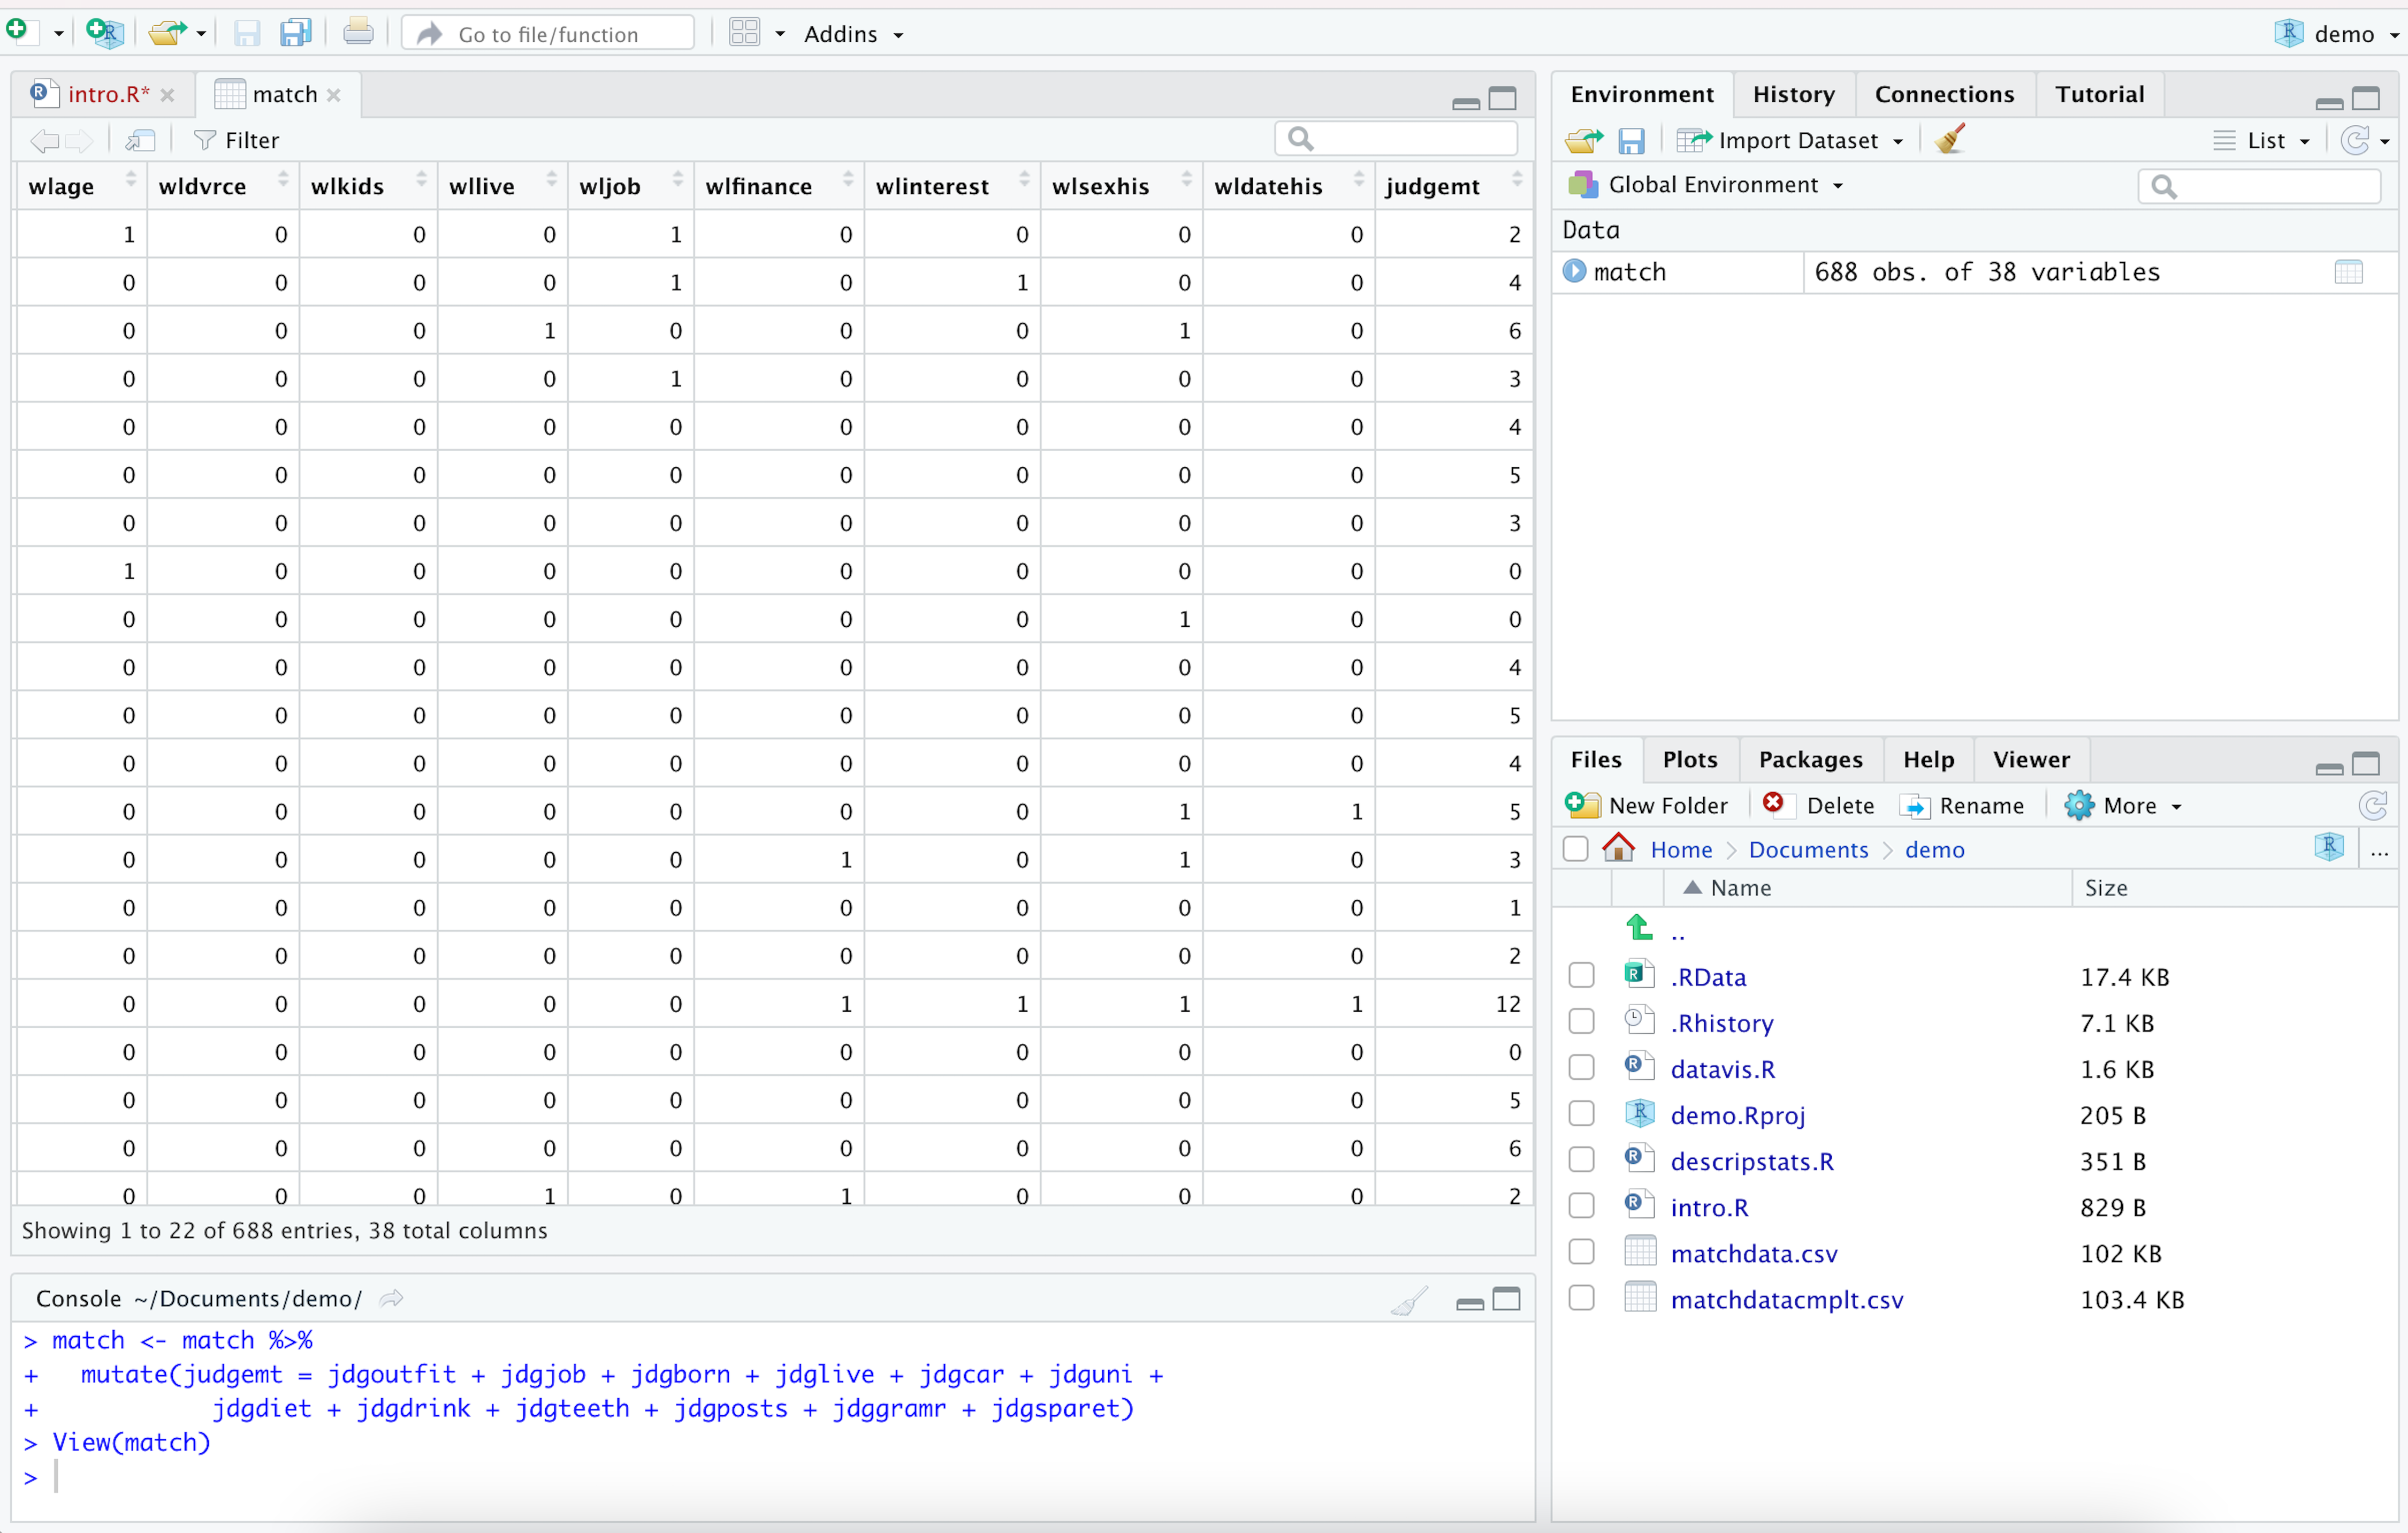 Go to file/function Addins demo
intro.R* match
Filter
wlage wldvrce wlkids wllive wljob wlfinance wlinterest wlsexhis wldatehis judgemt
1 0 0 0 1 0 0 0 0 2
0 0 0 0 1 0 1 0 0 4
0 0 0 1 0 0 0 1 0 6
0 0 0 0 1 0 0 0 0 3
0 0 0 0 0 0 0 0 0 4
0 0 0 0 0 0 0 0 0 5
0 0 0 0 0 0 0 0 0 3
1 0 0 0 0 0 0 0 0 0
0 0 0 0 0 0 0 1 0 0
0 0 0 0 0 0 0 0 0 4
0 0 0 0 0 0 0 0 0 5
0 0 0 0 0 0 0 0 0 4
0 0 0 0 0 0 0 1 1 5
0 0 0 0 0 1 0 1 0 3
0 0 0 0 0 0 0 0 0 1
0 0 0 0 0 0 0 0 0 2
0 0 0 0 0 1 1 1 1 12
0 0 0 0 0 0 0 0 0 0
0 0 0 0 0 0 0 0 0 5
0 0 0 0 0 0 0 0 0 6
0 0 0 1 0 1 0 0 0 2
Showing 1 to 22 of 688 entries, 38 total columns
Console ~/Documents/demo/
> match <- match %>%
+ mutate(judgemt = jdgoutfit + jdgjob + jdgborn + jdglive + jdgcar + jdguni +
+ jdgdiet + jdgdrink + jdgteeth + jdgposts + jdggramr + jdgsparet)
> View(match)
>
Environment History Connections Tutorial
Import Dataset List
Global Environment
Data
match 688 obs. of 38 variables
Files Plots Packages Help Viewer
New Folder Delete Rename More
Home > Documents > demo ...
Name Size
..
.RData 17.4 KB
.Rhistory 7.1 KB
datavis.R 1.6 KB
demo.Rproj 205 B
descripstats.R 351 B
intro.R 829 B
matchdata.csv 102 KB
matchdatacmplt.csv 103.4 KB